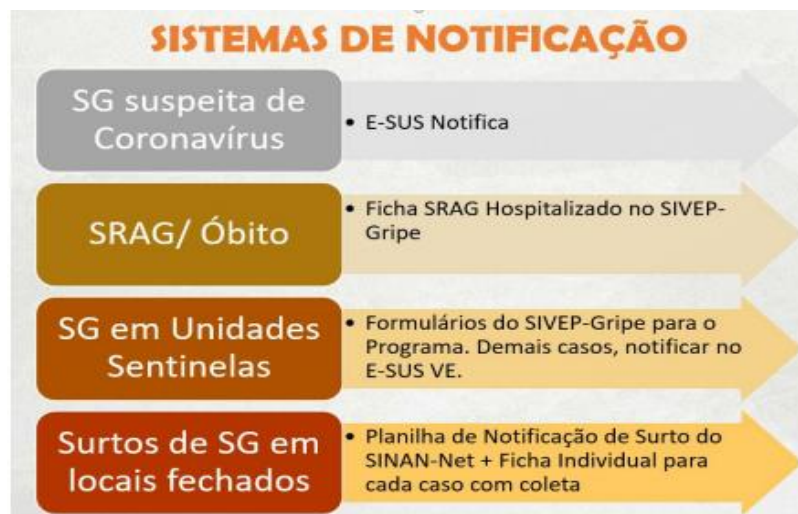 SISTEMAS DE NOTIFICAÇÃO
SG suspeita de
Coronavírus
• E-SUS Notifica
SRAG/ Óbito
• Ficha SRAG Hospitalizado no SIVEP-
Gripe
SG em Unidades
Sentinelas
• Formulários do SIVEP-Gripe para o
Programa. Demais casos, notificar no
E-SUS VE.
Surtos de SG em
locais fechados
• Planilha de Notificação de Surto do
SINAN-Net + Ficha Individual para
cada caso com coleta